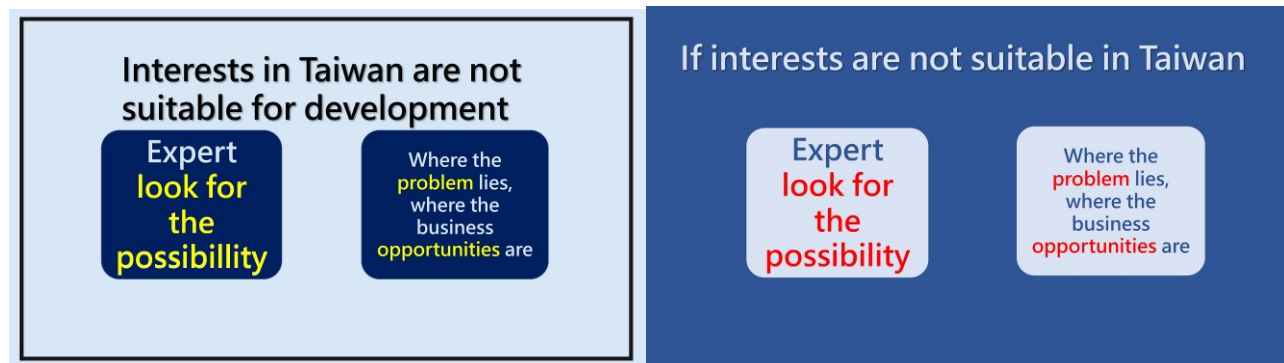 Interests in Taiwan are not
suitable for development
Expert
look for
the
possibillity
Where the
problem lies,
where the
business
opportunities are
If interests are not suitable in Taiwan
Expert
look for
the
possibility
Where the
problem lies,
where the
business
opportunities are